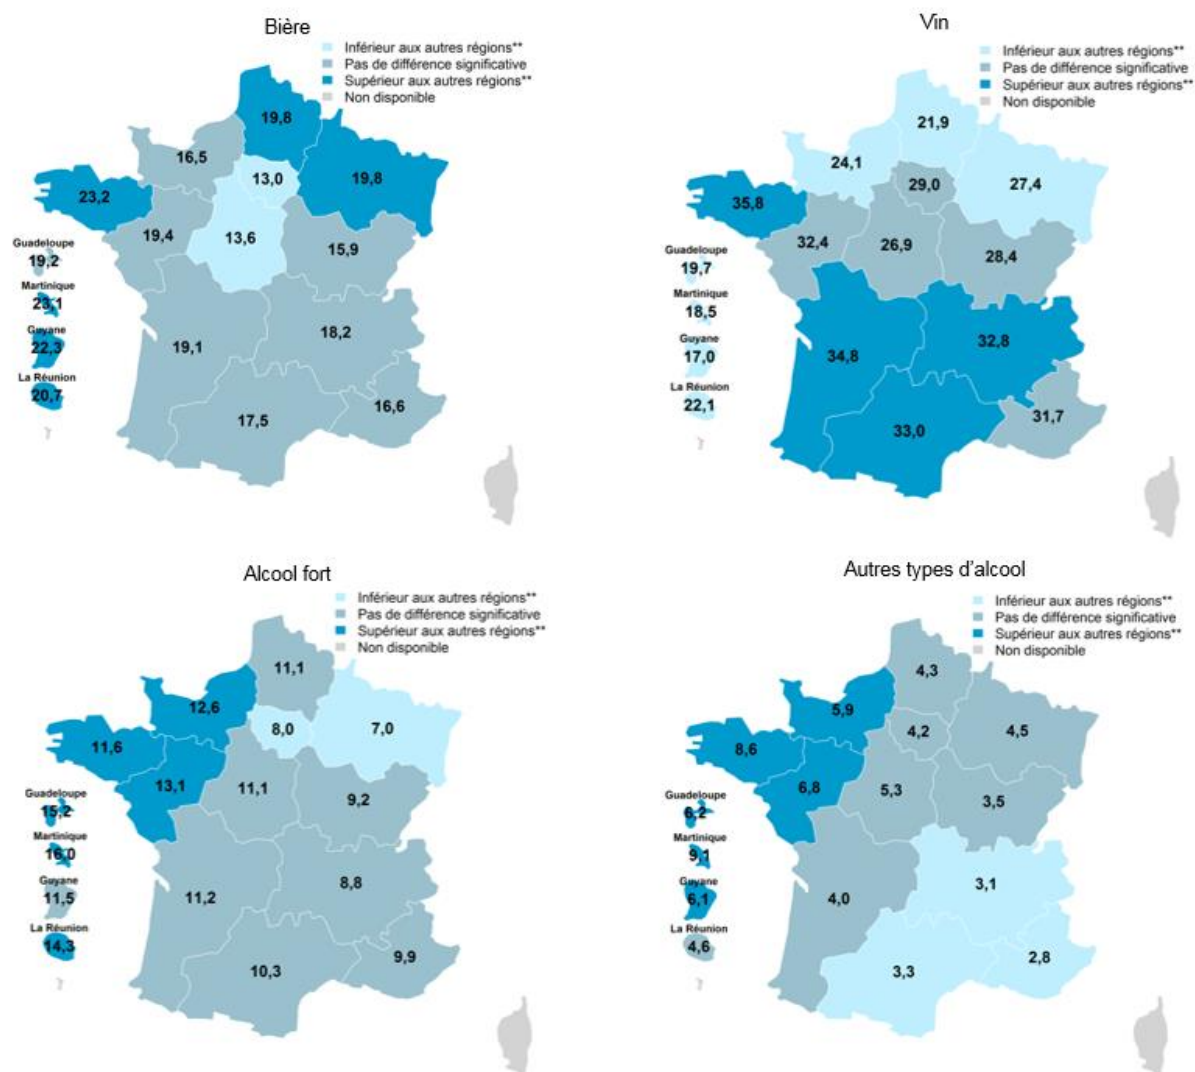 Bière
Inférieur aux autres régions**
Pas de différence significative
Supérieur aux autres régions**
Non disponible
19,8
16,5
13,0
19,8
23,2
19,4
13,6
15,9
Guadeloupe
19,2
Martinique
23,1
Guyane
22,3
La Réunion
20,7
18,2
19,1
17,5
16,6
Vin
Inférieur aux autres régions**
Pas de différence significative
Supérieur aux autres régions**
Non disponible
21,9
24,1
29,0
27,4
35,8
32,4
26,9
28,4
Guadeloupe
19,7
Martinique
18,5
Guyane
17,0
La Réunion
22,1
32,8
34,8
33,0
31,7
Alcool fort
Inférieur aux autres régions**
Pas de différence significative
Supérieur aux autres régions**
Non disponible
11,1
12,6
8,0
7,0
11,6
13,1
11,1
9,2
Guadeloupe
15,2
Martinique
16,0
Guyane
11,5
La Réunion
14,3
8,8
11,2
10,3
9,9
Autres types d'alcool
Inférieur aux autres régions**
Pas de différence significative
Supérieur aux autres régions**
Non disponible
4,3
5,9
4,2
4,5
8,6
6,8
5,3
3,5
Guadeloupe
6,2
Martinique
9,1
Guyane
6,1
La Réunion
4,6
3,1
4,0
3,3
2,8